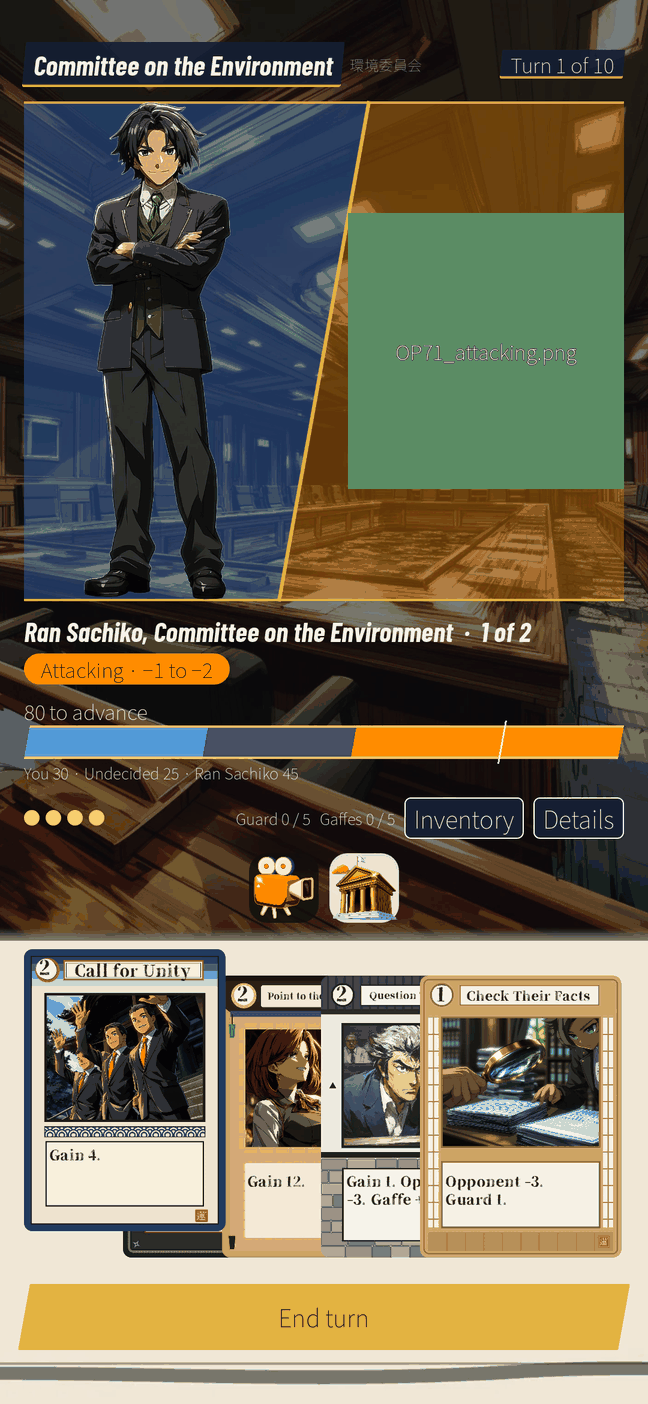 Committee on the Environment
環境委員会
Turn 1 of 10
OP71_attacking.png
Ran Sachiko, Committee on the Environment · 1 of 2
Attacking · −1 to −2
80 to advance
You 30 · Undecided 25 · Ran Sachiko 45
Guard 0 / 5 Gaffes 0 / 5
Inventory
Details
2 Call for Unity
Gain 4.
2 Point to the
Gain 12.
2 Question
Gain 1. Op
-3. Gaffe
1 Check Their Facts
Opponent -3.
Guard 1.
End turn